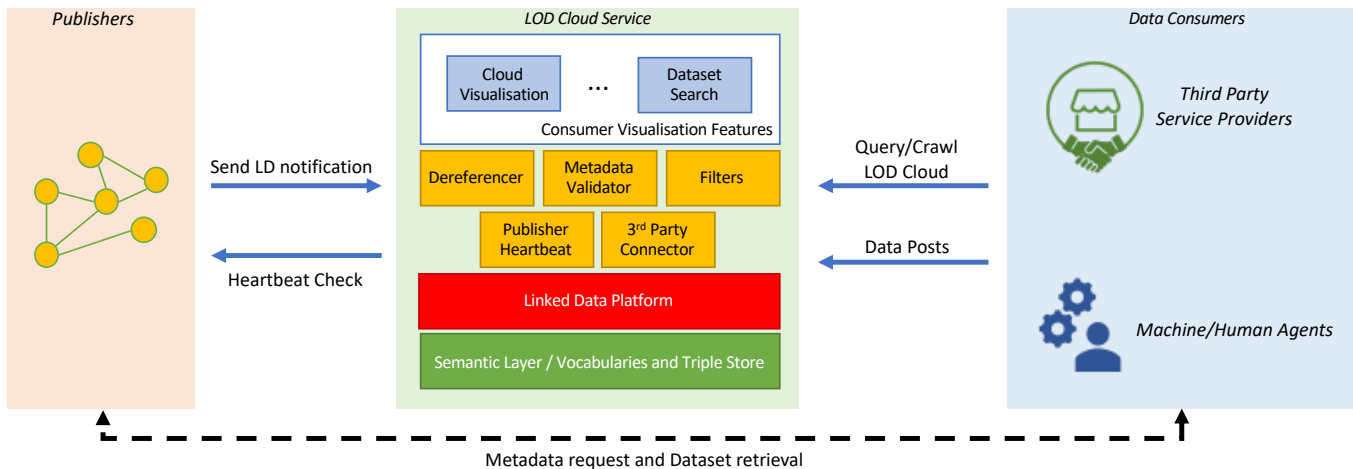 Publishers
LOD Cloud Service
Data Consumers
Cloud
Visualisation
...
Dataset
Search
Consumer Visualisation Features
Third Party
Service Providers
Send LD notification
Dereferencer
Metadata
Validator
Filters
Query/Crawl
LOD Cloud
Publisher
Heartbeat
3rd Party
Connector
Heartbeat Check
Data Posts
Linked Data Platform
Machine/Human Agents
Semantic Layer / Vocabularies and Triple Store
Metadata request and Dataset retrieval